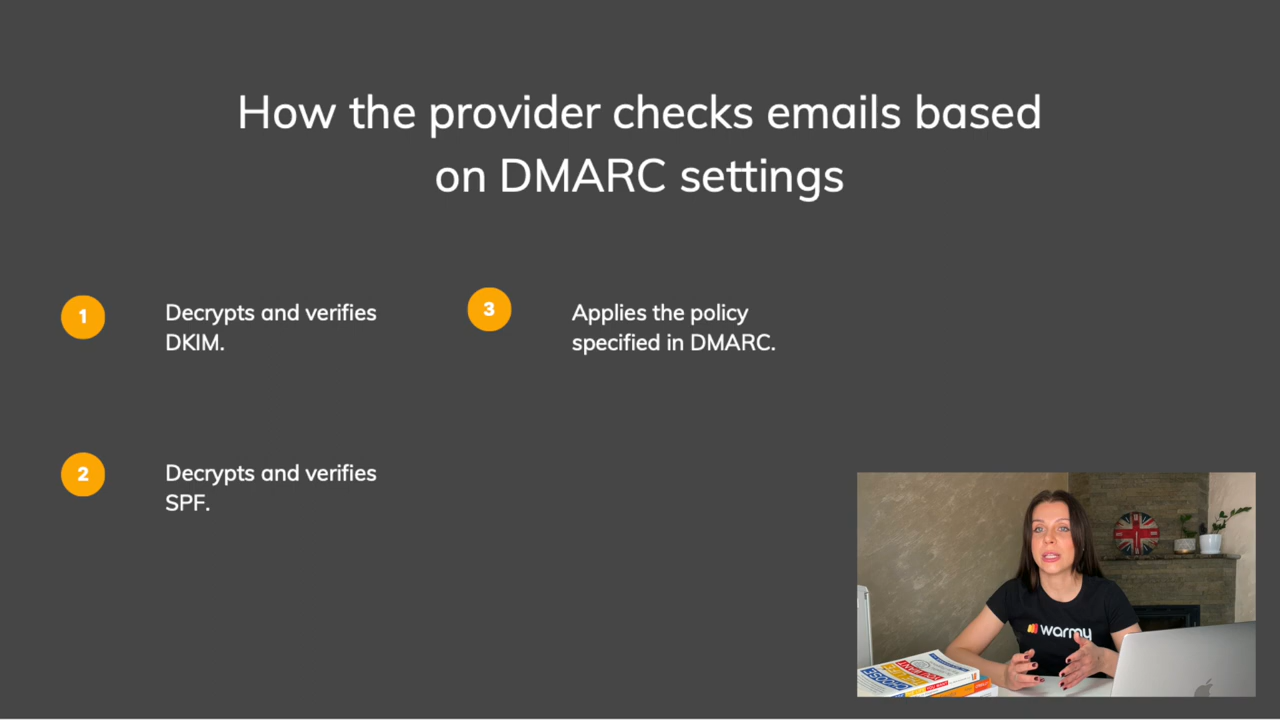 How the provider checks emails based
on DMARC settings
1
Decrypts and verifies
DKIM.
2
Decrypts and verifies
SPF.
3
Applies the policy
specified in DMARC.
warmy